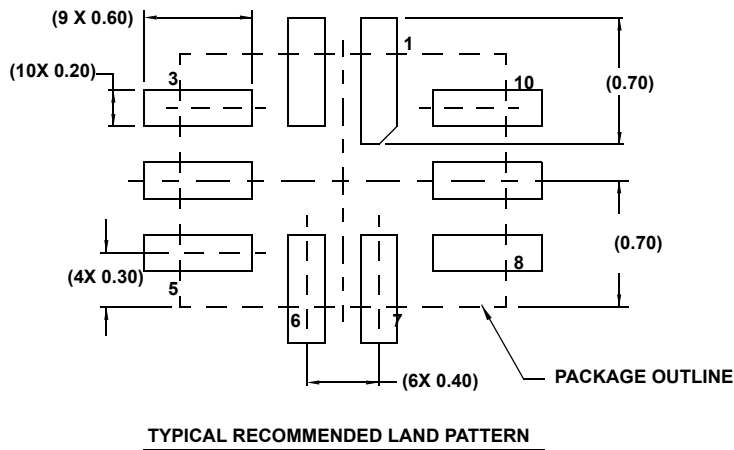 (9 X 0.60)
1
(10X 0.20)
3
10
(0.70)
(0.70)
(4X 0.30)
5
8
6
7
(6X 0.40)
PACKAGE OUTLINE
TYPICAL RECOMMENDED LAND PATTERN